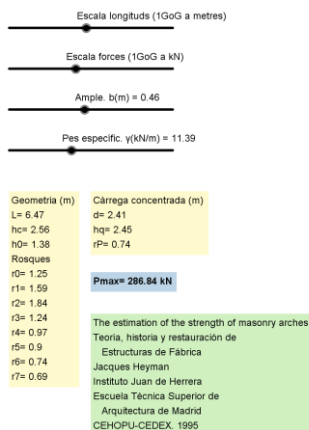 Escala longituds (1GoG a metres)
Escala forces (1GoG a kN)
Ample. b(m) = 0.46
Pes especific. γ(kN/m) = 11.39
Geometria (m)
L= 6.47
hc= 2.56
h0= 1.38
Rosques
r0= 1.25
r1= 1.59
r2= 1.84
r3= 1.24
r4= 0.97
r5= 0.9
r6= 0.74
r7= 0.69
Càrrega concentrada (m)
d= 2.41
hq= 2.45
rP= 0.74
Pmax= 286.84 kN
The estimation of the strength of masonry arches
Teoria, historia y restauración de
Estructuras de Fábrica
Jacques Heyman
Instituto Juan de Herrera
Escuela Técnica Superior de
Arquitectura de Madrid
CEHOPU-CEDEX. 1995